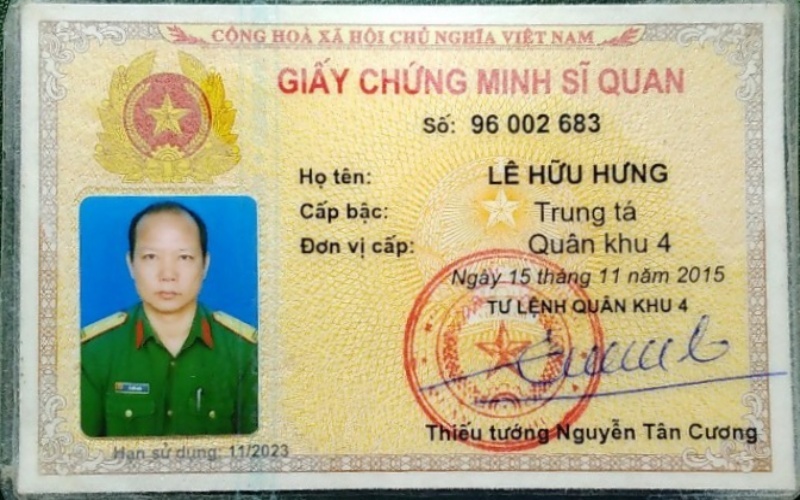 CỘNG HOÀ XÃ HỘI CHỦ NGHĨA VIỆT NAM
GIẤY CHỨNG MINH SĨ QUAN
Số: 96 002 683
Họ tên: LÊ HỮU HƯNG
Cấp bậc: Trung tá
Đơn vị cấp: Quân khu 4
Ngày 15 tháng 11 năm 2015
TƯ LỆNH QUÂN KHU 4
Thiếu tướng Nguyễn Tân Cương
Hạn sử dụng: 11/2023